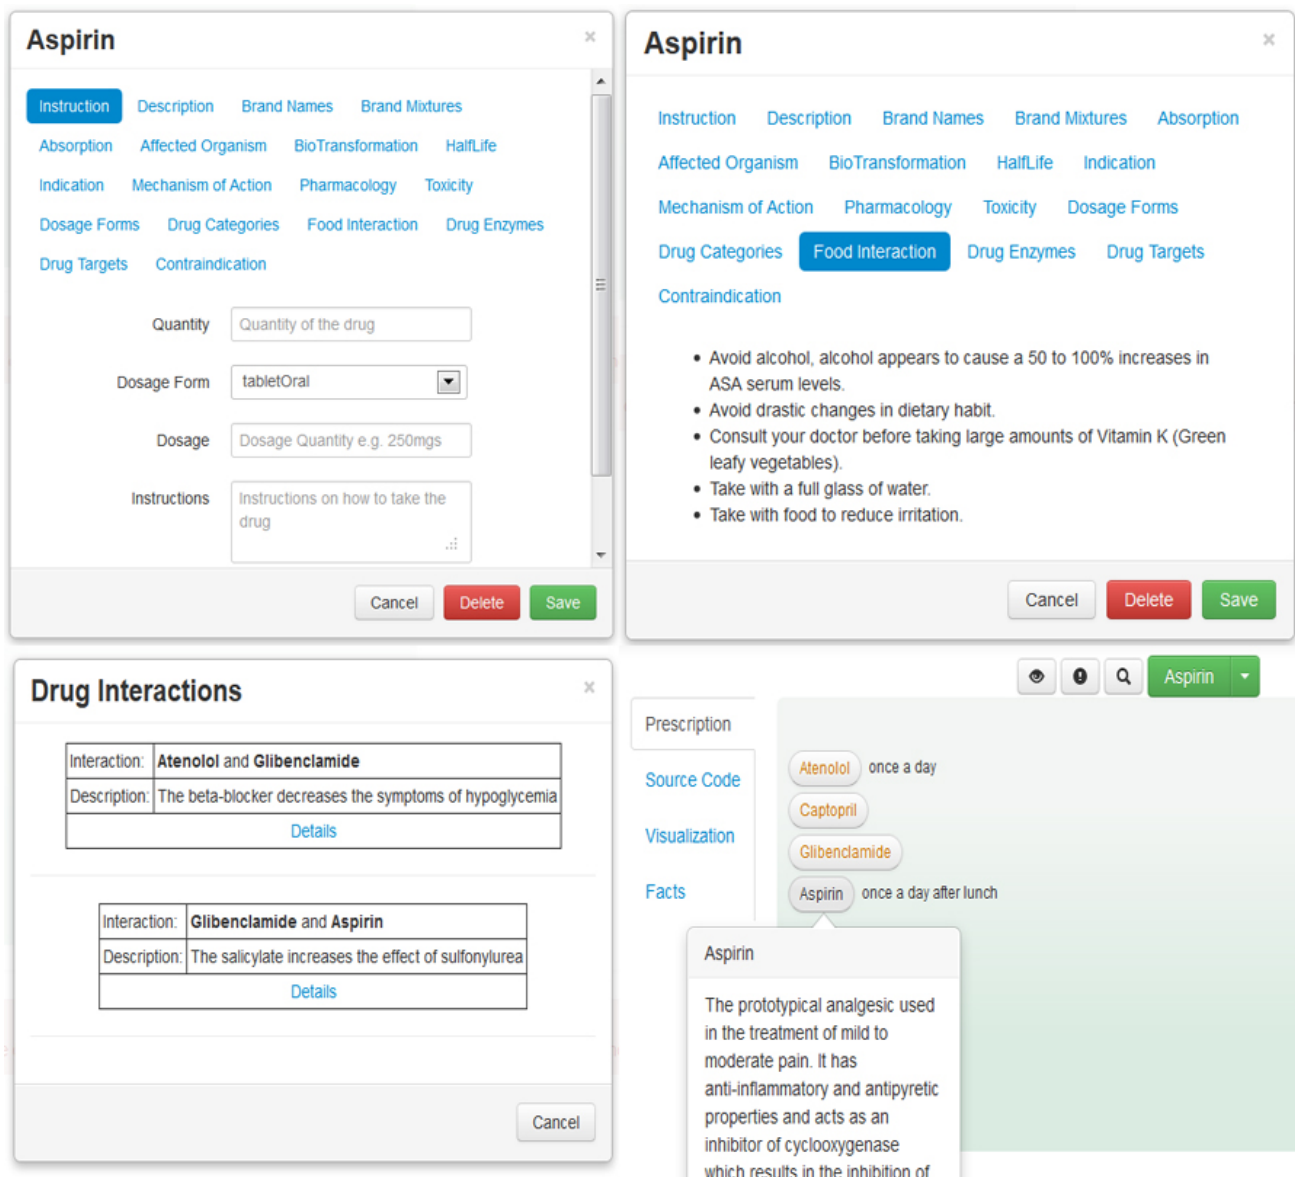 Aspirin ×
Instruction Description Brand Names Brand Mixtures
Absorption Affected Organism BioTransformation HalfLife
Indication Mechanism of Action Pharmacology Toxicity
Dosage Forms Drug Categories Food Interaction Drug Enzymes
Drug Targets Contraindication
Quantity Quantity of the drug
Dosage Form tabletOral
Dosage Dosage Quantity e.g. 250mgs
Instructions Instructions on how to take the
drug
Cancel Delete Save
Aspirin ×
Instruction Description Brand Names Brand Mixtures Absorption
Affected Organism BioTransformation HalfLife Indication
Mechanism of Action Pharmacology Toxicity Dosage Forms
Drug Categories Food Interaction Drug Enzymes Drug Targets
Contraindication
• Avoid alcohol, alcohol appears to cause a 50 to 100% increases in
ASA serum levels.
• Avoid drastic changes in dietary habit.
• Consult your doctor before taking large amounts of Vitamin K (Green
leafy vegetables).
• Take with a full glass of water.
• Take with food to reduce irritation.
Cancel Delete Save
Drug Interactions ×
Interaction: Atenolol and Glibenclamide
Description: The beta-blocker decreases the symptoms of hypoglycemia
Details
Interaction: Glibenclamide and Aspirin
Description: The salicylate increases the effect of sulfonylurea
Details
Cancel
Aspirin
Prescription
Source Code
Visualization
Facts
Atenolol once a day
Captopril
Glibenclamide
Aspirin once a day after lunch
Aspirin
The prototypical analgesic used
in the treatment of mild to
moderate pain. It has
anti-inflammatory and antipyretic
properties and acts as an
inhibitor of cyclooxygenase
which results in the inhibition of